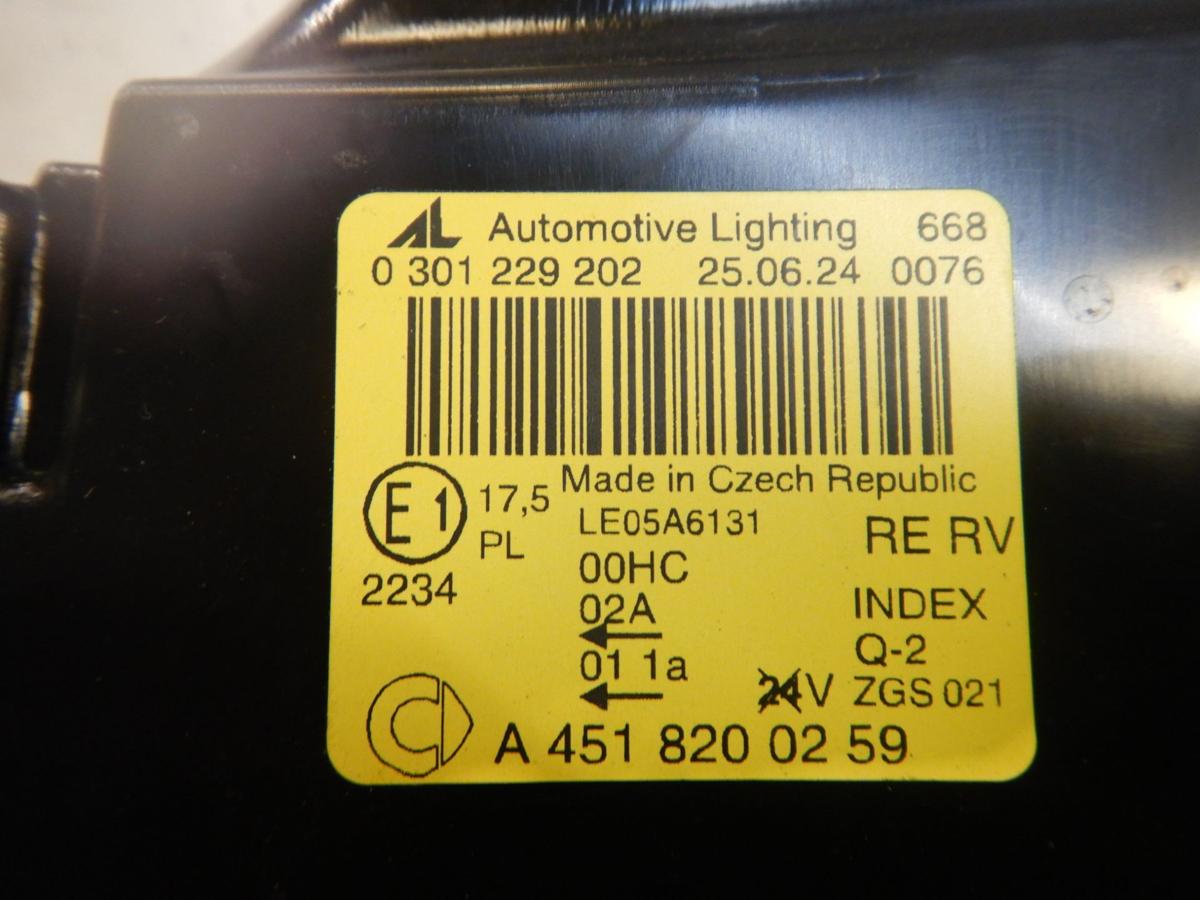 AL Automotive Lighting 668
0 301 229 202 25.06.24 0076
Made in Czech Republic
E1 17,5 LE05A6131 RE RV
PL 00HC
2234 02A INDEX
01 1a Q-2
24V ZGS 021
A 451 820 02 59